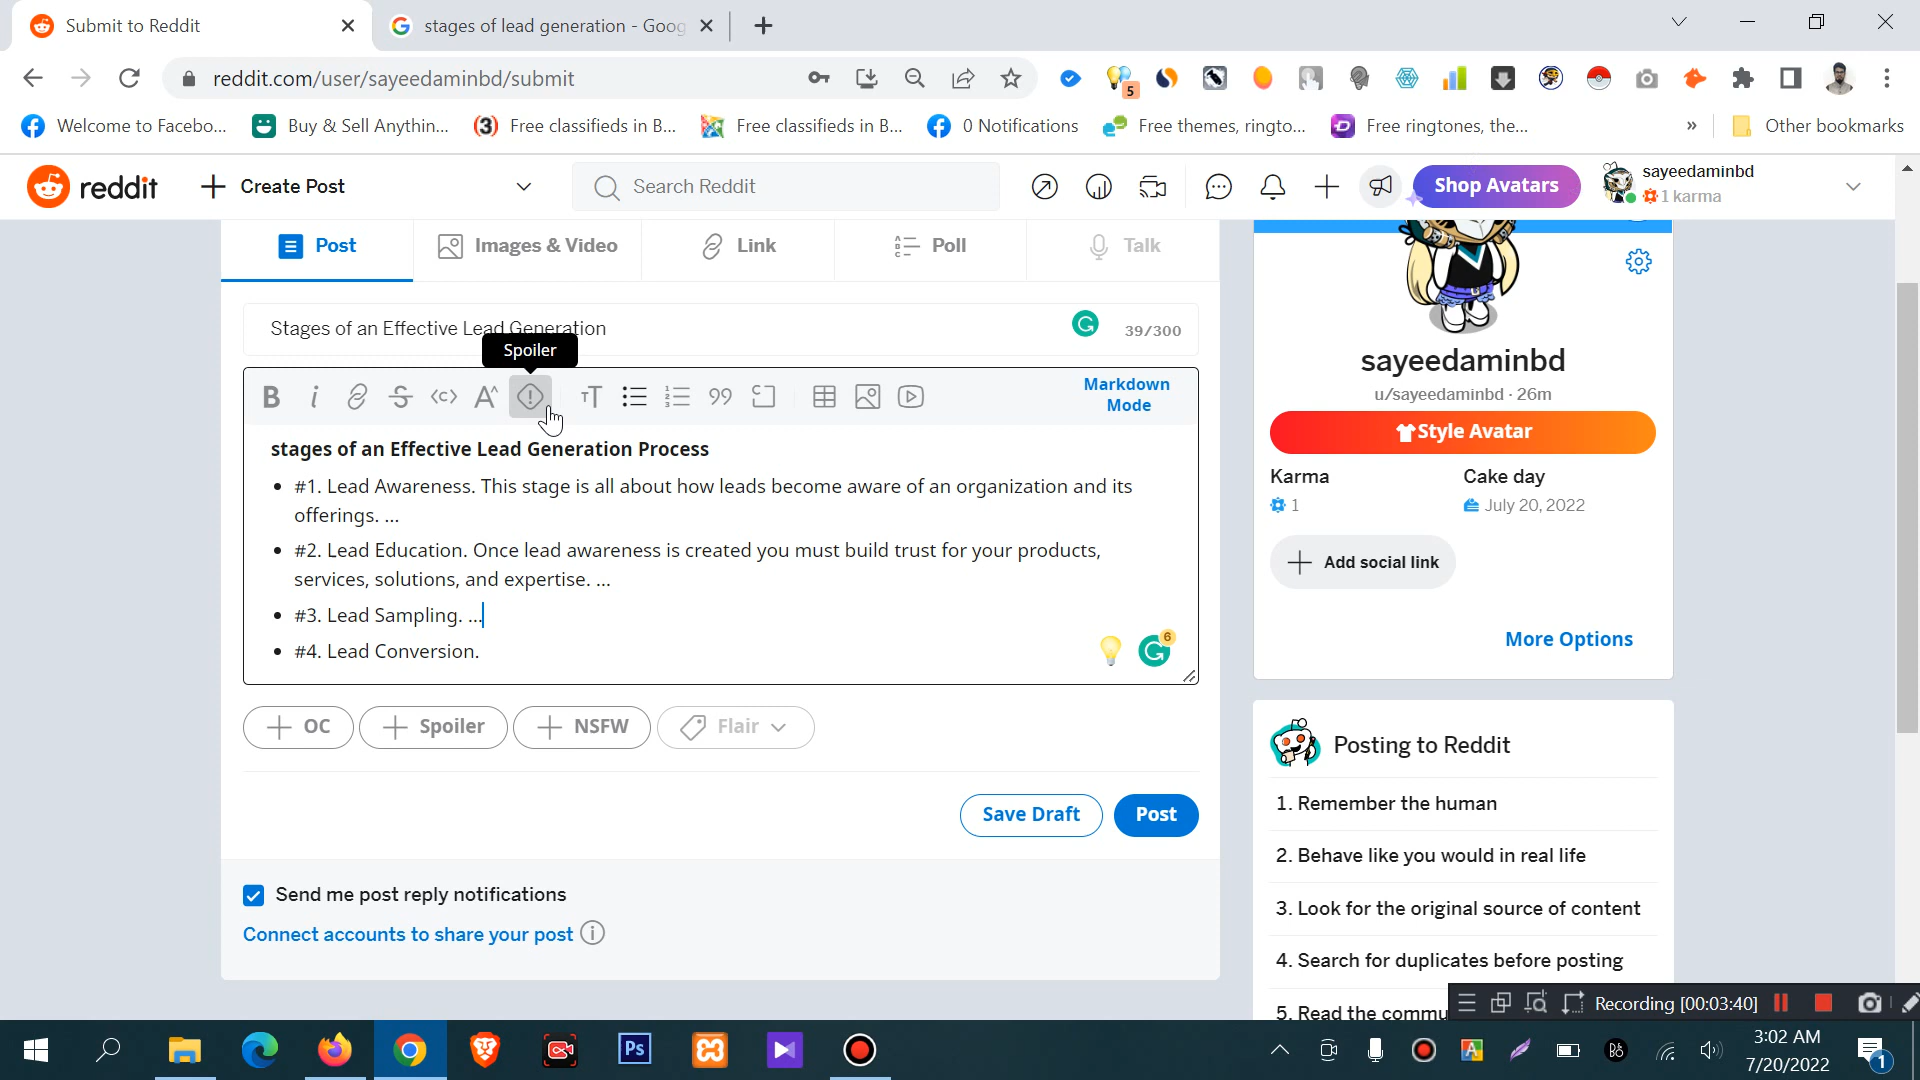 Submit to Reddit
stages of lead generation - Goog
reddit.com/user/sayeedaminbd/submit
5
Welcome to Facebo...
Buy & Sell Anythin...
Free classifieds in B...
Free classifieds in B...
0 Notifications
Free themes, ringto...
Free ringtones, the...
»
Other bookmarks
reddit
Create Post
Search Reddit
Shop Avatars
sayeedaminbd
1 karma
Post
Images & Video
Link
Poll
Talk
Stages of an Effective Lead Generation
39/300
Spoiler
Markdown
Mode
stages of an Effective Lead Generation Process
• #1. Lead Awareness. This stage is all about how leads become aware of an organization and its
offerings. ...
• #2. Lead Education. Once lead awareness is created you must build trust for your products,
services, solutions, and expertise. ...
• #3. Lead Sampling. ...
• #4. Lead Conversion.
6
+ OC
+ Spoiler
+ NSFW
Flair
Save Draft
Post
Send me post reply notifications
Connect accounts to share your post
sayeedaminbd
u/sayeedaminbd · 26m
Style Avatar
Karma
1
Cake day
July 20, 2022
+ Add social link
More Options
Posting to Reddit
1. Remember the human
2. Behave like you would in real life
3. Look for the original source of content
4. Search for duplicates before posting
5. Read the commu
Recording [00:03:40]
Ps
3:02 AM
7/20/2022
1